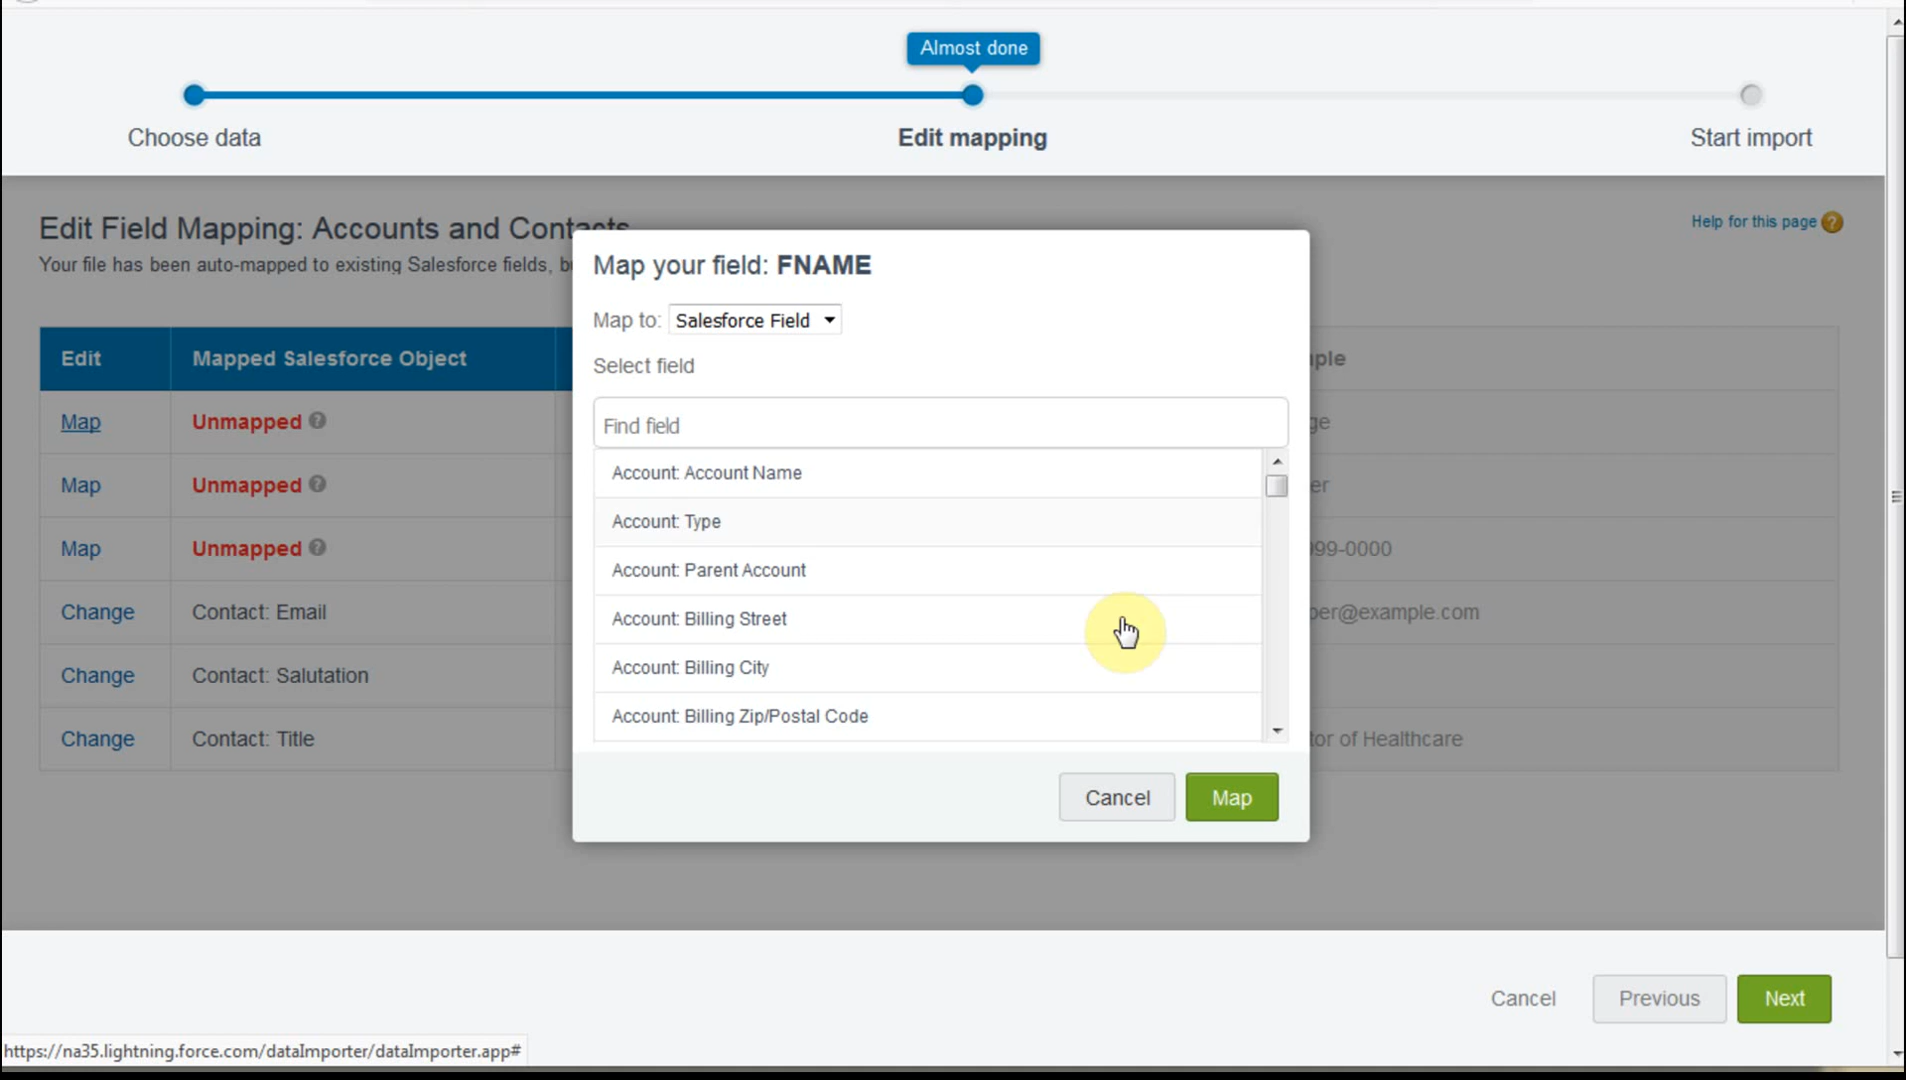 Almost done
Choose data
Edit mapping
Start import
Edit Field Mapping: Accounts and Contacts
Help for this page ?
Your file has been auto-mapped to existing Salesforce fields,
Map your field: FNAME
Map to: Salesforce Field
Select field
Find field
Account: Account Name
Account: Type
Account: Parent Account
Account: Billing Street
Account: Billing City
Account: Billing Zip/Postal Code
Cancel Map
Edit Mapped Salesforce Object
Map Unmapped ?
Map Unmapped ?
Map Unmapped ? 99-0000
Change Contact: Email ber@example.com
Change Contact: Salutation
Change Contact: Title tor of Healthcare
Cancel Previous Next
https://na35.lightning.force.com/dataImporter/dataImporter.app#